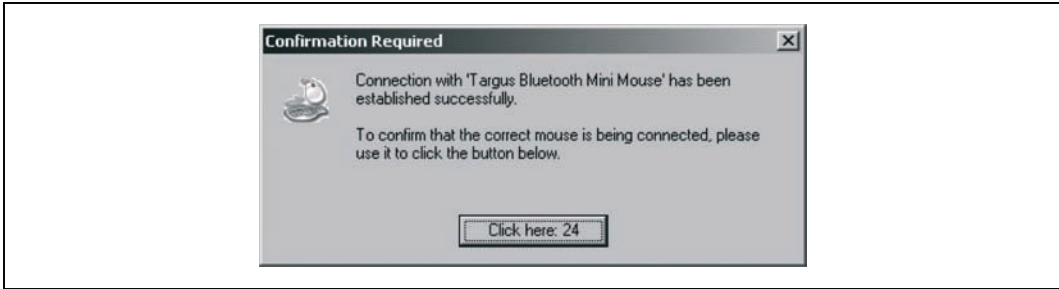 Confirmation Required
Connection with 'Targus Bluetooth Mini Mouse' has been
established successfully.
To confirm that the correct mouse is being connected, please
use it to click the button below.
Click here: 24